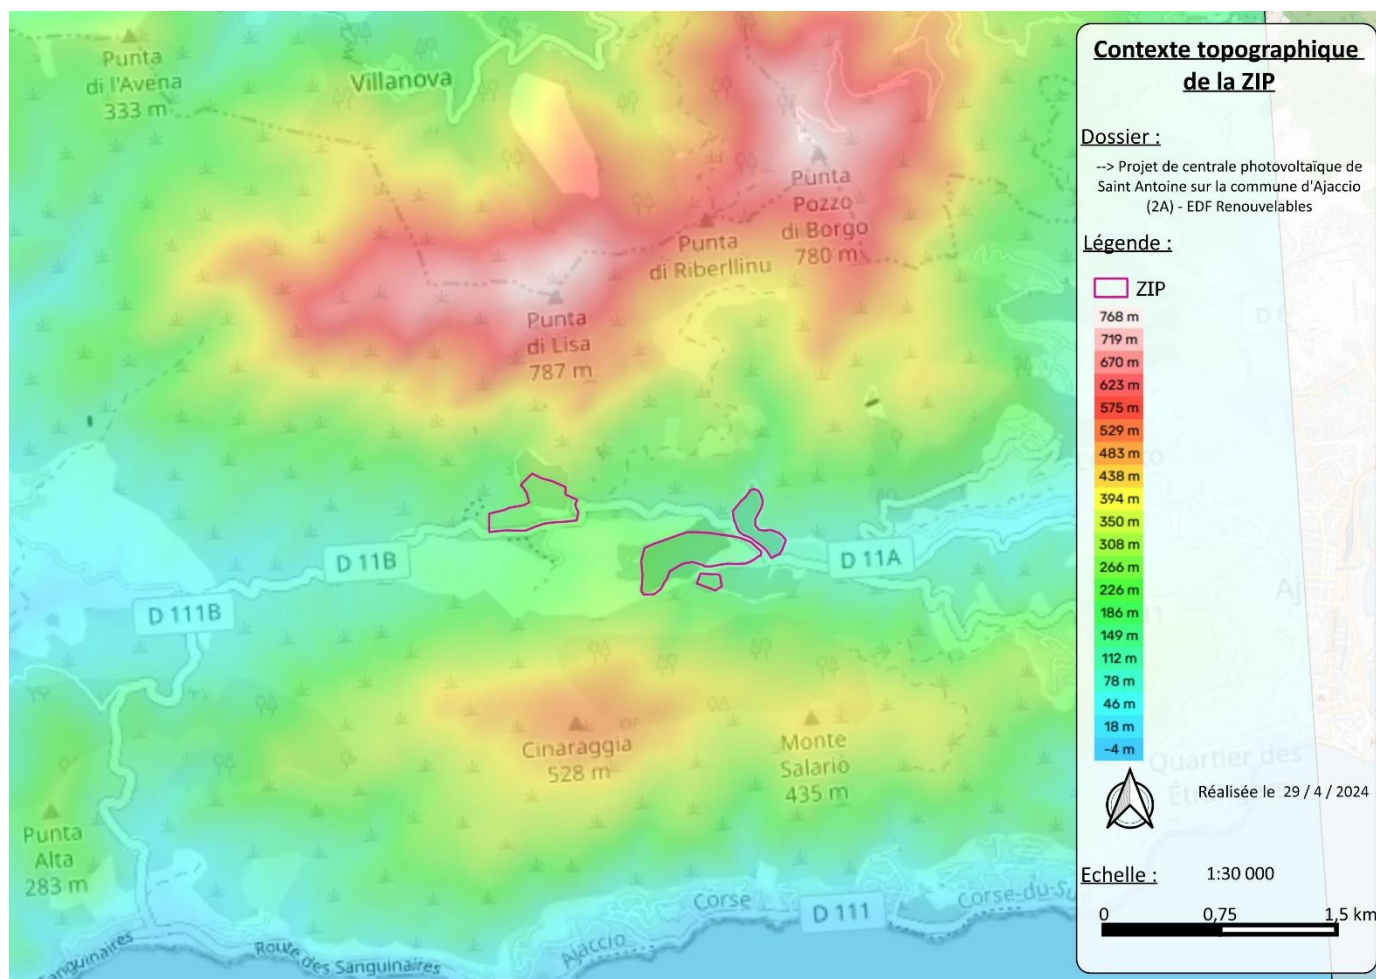 Punta
di l'Avena
333 m
Villanova
Punta
Pozzo
di Borgo
780 m
Punta
di Riberllinu
Punta
di Lisa
787 m
D 11B
D 11A
D 111B
Cinaraggia
528 m
Monte
Salario
435 m
Punta
Alta
283 m
Corse
D 111
Corse-du-Su
Ajaccio
Route des Sanguinaires
Sanguinaires
Contexte topographique
de la ZIP
Dossier :
--> Projet de centrale photovoltaïque de
Saint Antoine sur la commune d'Ajaccio
(2A) - EDF Renouvelables
Légende :
ZIP
768 m
719 m
670 m
623 m
575 m
529 m
483 m
438 m
394 m
350 m
308 m
266 m
226 m
186 m
149 m
112 m
78 m
46 m
18 m
-4 m
Quartier des
Aj
Réalisée le 29 / 4 / 2024
Echelle :
1:30 000
0 0,75 1,5 km